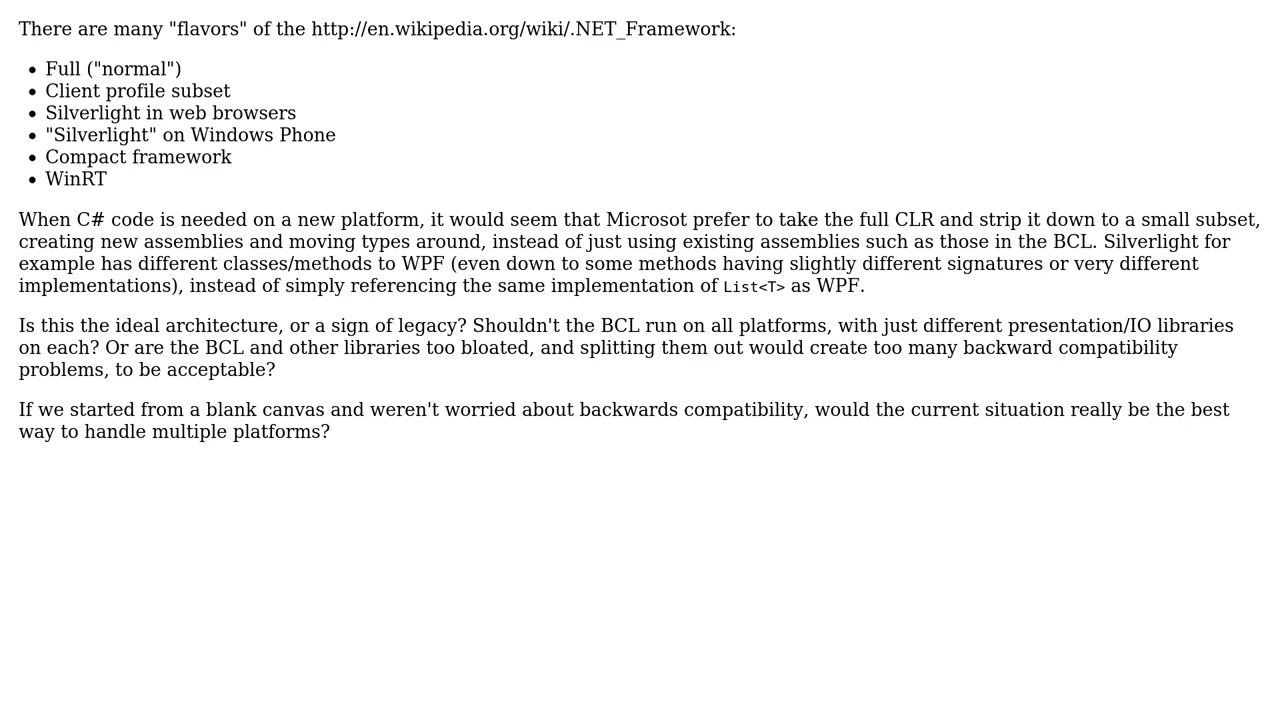 There are many "flavors" of the http://en.wikipedia.org/wiki/.NET_Framework:
• Full ("normal")
• Client profile subset
• Silverlight in web browsers
• "Silverlight" on Windows Phone
• Compact framework
• WinRT
When C# code is needed on a new platform, it would seem that Microsot prefer to take the full CLR and strip it down to a small subset,
creating new assemblies and moving types around, instead of just using existing assemblies such as those in the BCL. Silverlight for
example has different classes/methods to WPF (even down to some methods having slightly different signatures or very different
implementations), instead of simply referencing the same implementation of List<T> as WPF.
Is this the ideal architecture, or a sign of legacy? Shouldn't the BCL run on all platforms, with just different presentation/IO libraries
on each? Or are the BCL and other libraries too bloated, and splitting them out would create too many backward compatibility
problems, to be acceptable?
If we started from a blank canvas and weren't worried about backwards compatibility, would the current situation really be the best
way to handle multiple platforms?